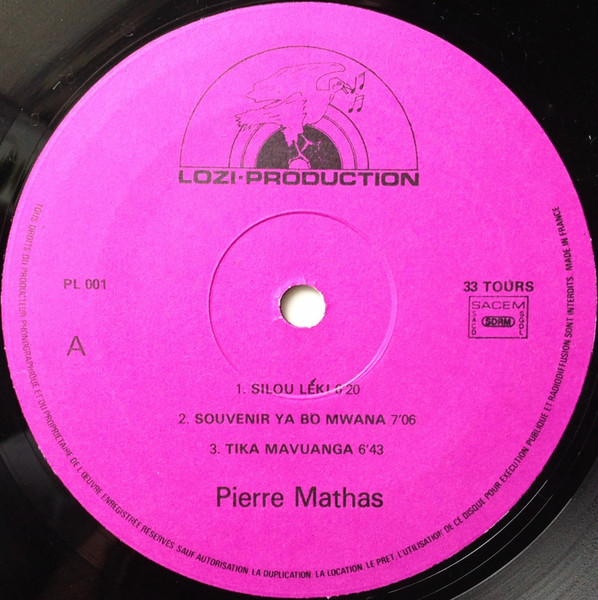 LOZI-PRODUCTION
PL 001
33 TOURS
SACEM
SACD
SDRM
SGDL
A
1. SILOU LÉKI 6'20
2. SOUVENIR YA BO MWANA 7'06
3. TIKA MAVUANGA 6'43
Pierre Mathas
TOUS DROITS DU PRODUCTEUR PHONOGRAPHIQUE ET DU PROPRIETAIRE DE L'ŒUVRE ENREGISTRÉE RÉSERVÉS. SAUF AUTORISATION LA DUPLICATION, LA LOCATION, LE PRET, L'UTILISATION DE CE DISQUE POUR EXECUTION PUBLIQUE ET RADIODIFFUSION SONT INTERDITS. MADE IN FRANCE